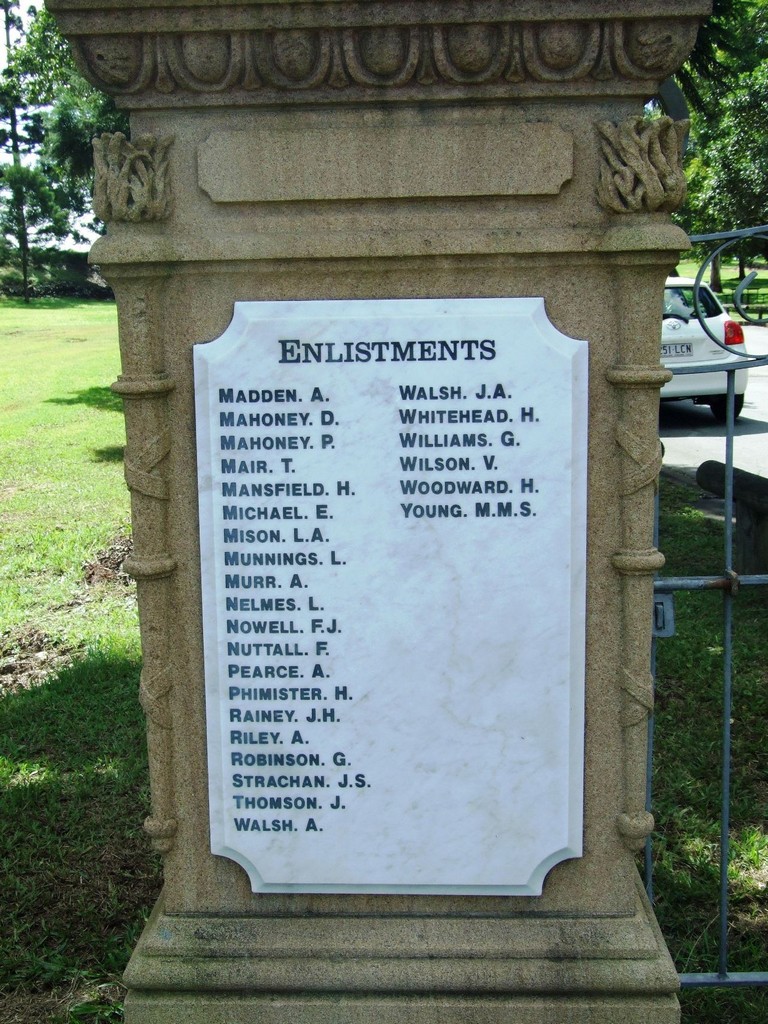 ENLISTMENTS
MADDEN. A.
MAHONEY. D.
MAHONEY. P.
MAIR. T.
MANSFIELD. H.
MICHAEL. E.
MISON. L.A.
MUNNINGS. L.
MURR. A.
NELMES. L.
NOWELL. F.J.
NUTTALL. F.
PEARCE. A.
PHIMISTER. H.
RAINEY. J.H.
RILEY. A.
ROBINSON. G.
STRACHAN. J.S.
THOMSON. J.
WALSH. A.
WALSH. J.A.
WHITEHEAD. H.
WILLIAMS. G.
WILSON. V.
WOODWARD. H.
YOUNG. M.M.S.